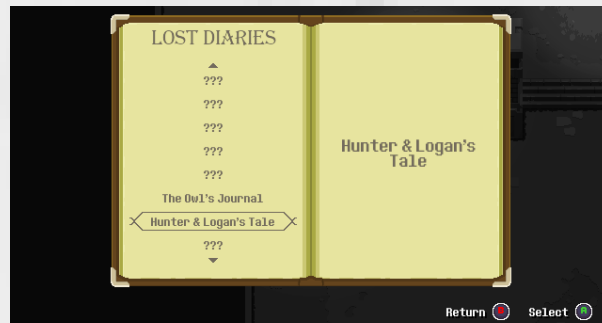 LOST DIARIES
???
???
???
???
???
The Owl's Journal
Hunter & Logan's Tale
???
Hunter & Logan's
Tale
Return B Select A